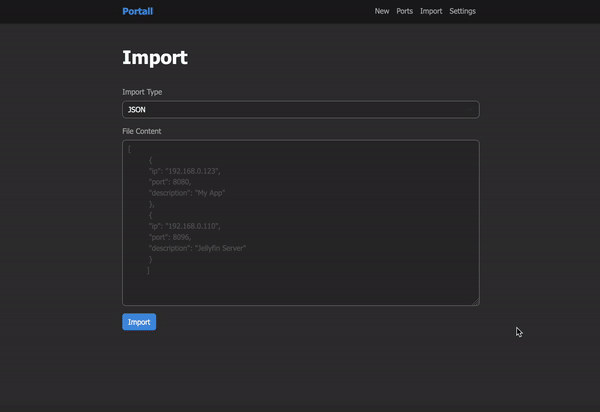 Portall
New Ports Import Settings
Import
Import Type
JSON
File Content
[
{
"ip": "192.168.0.123",
"port": 8080,
"description": "My App"
},
{
"ip": "192.168.0.110",
"port": 8096,
"description": "Jellyfin Server"
}
]
Import